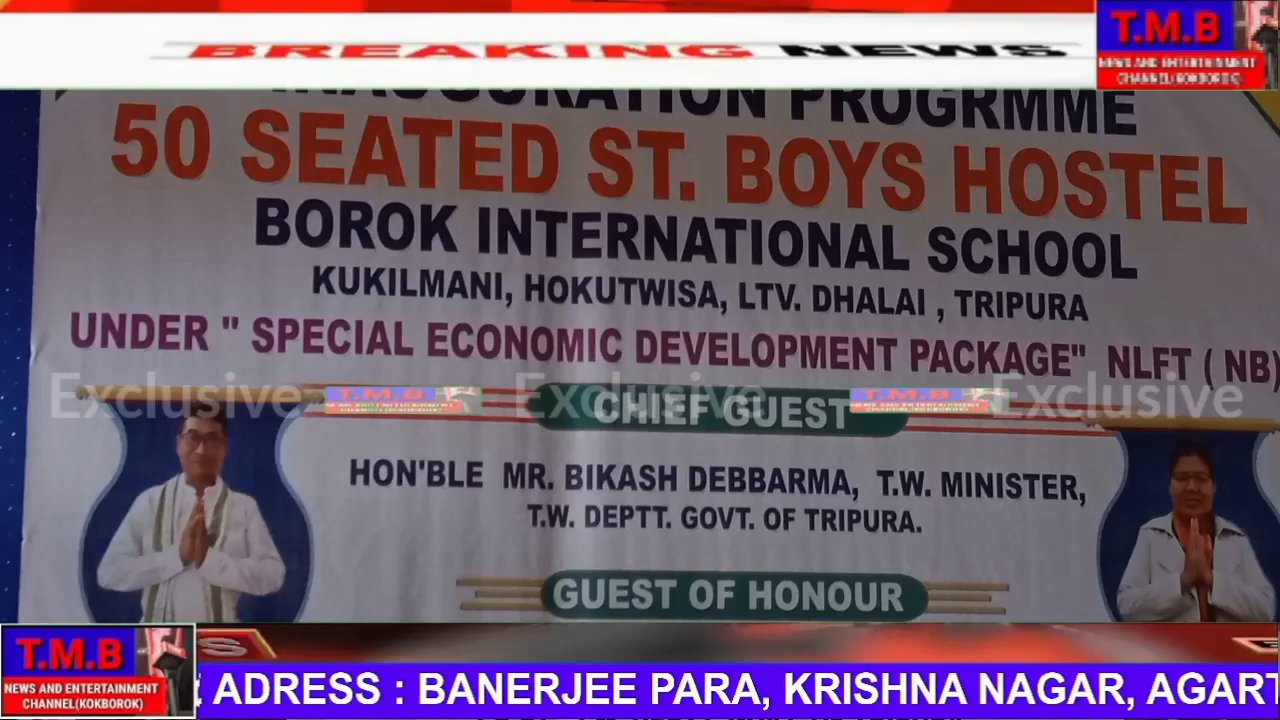 BREAKING NEWS
T.M.B
NEWS AND ENTERTAINMENT
CHANNEL(KOKBOROK)
INAUGURATION PROGRMME
50 SEATED ST. BOYS HOSTEL
BOROK INTERNATIONAL SCHOOL
KUKILMANI, HOKUTWISA, LTV. DHALAI , TRIPURA
UNDER " SPECIAL ECONOMIC DEVELOPMENT PACKAGE" NLFT ( NB)
Exclusive T.M.B Exclusive T.M.B Exclusive
CHIEF GUEST
HON'BLE MR. BIKASH DEBBARMA, T.W. MINISTER,
T.W. DEPTT. GOVT. OF TRIPURA.
GUEST OF HONOUR
T.M.B
NEWS AND ENTERTAINMENT
CHANNEL(KOKBOROK)
ADRESS : BANERJEE PARA, KRISHNA NAGAR, AGART